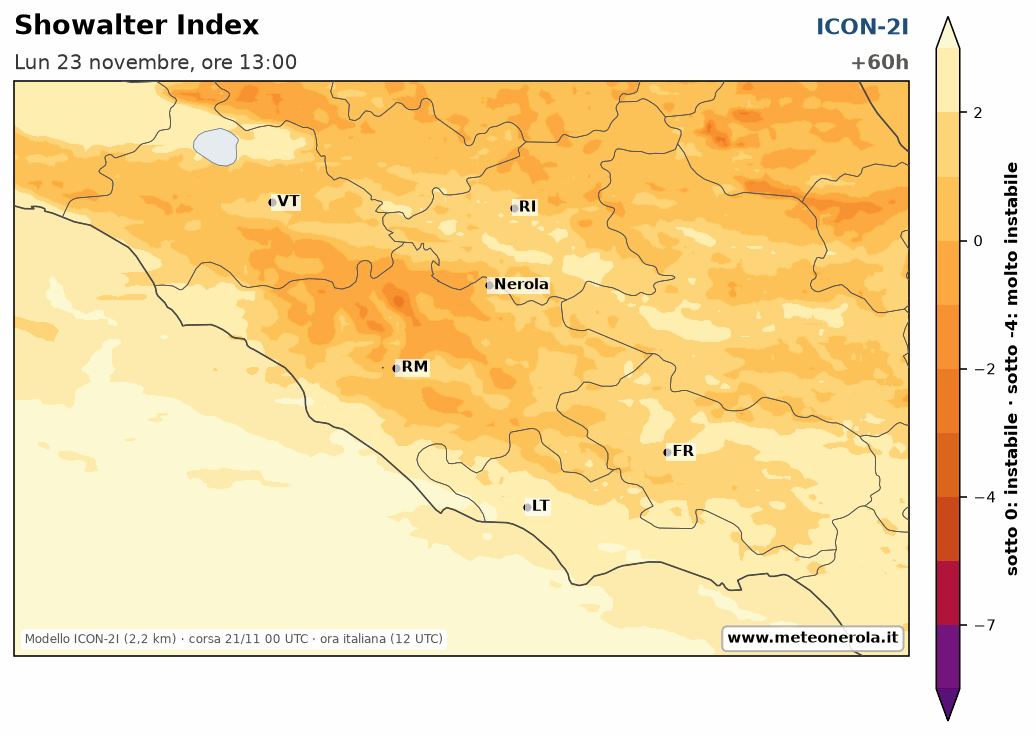 Showalter Index
ICON-2I
Lun 23 novembre, ore 13:00
+60h
VT
RI
Nerola
RM
FR
LT
Modello ICON-2I (2,2 km) · corsa 21/11 00 UTC · ora italiana (12 UTC)
www.meteonerola.it
2
0
−2
−4
−7
sotto 0: instabile · sotto -4: molto instabile